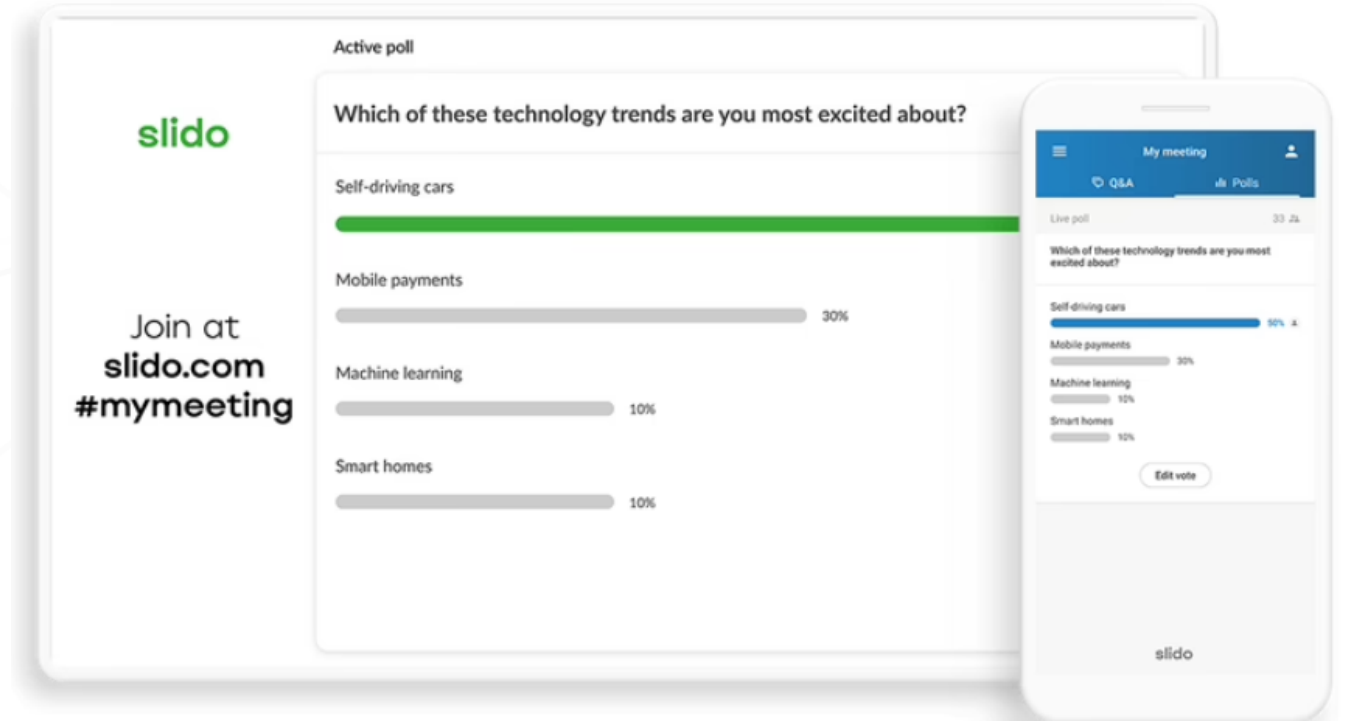 slido
Join at
slido.com
#mymeeting
Active poll
Which of these technology trends are you most excited about?
Self-driving cars
Mobile payments
30%
Machine learning
10%
Smart homes
10%
My meeting
Q&A
Polls
Live poll
33
Which of these technology trends are you most
excited about?
Self-driving cars
50%
Mobile payments
30%
Machine learning
10%
Smart homes
10%
Edit vote
slido